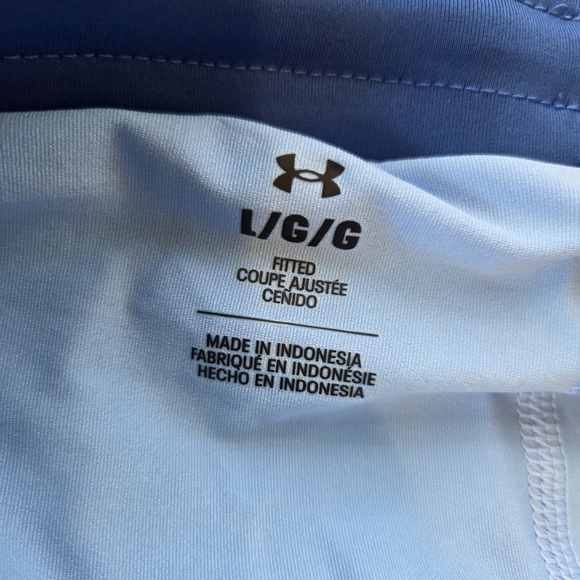 L/G/G
FITTED
COUPE AJUSTÉE
CEÑIDO
MADE IN INDONESIA
FABRIQUÉ EN INDONÉSIE
HECHO EN INDONESIA